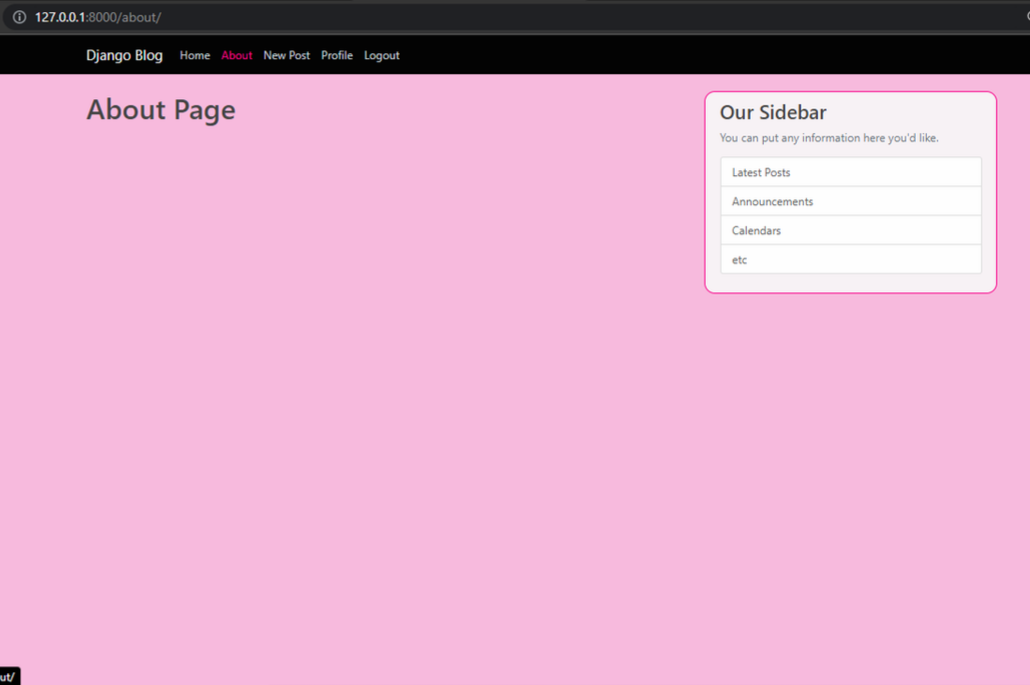 127.0.0.1:8000/about/
Django Blog Home About New Post Profile Logout
About Page
Our Sidebar
You can put any information here you'd like.
Latest Posts
Announcements
Calendars
etc
ut/